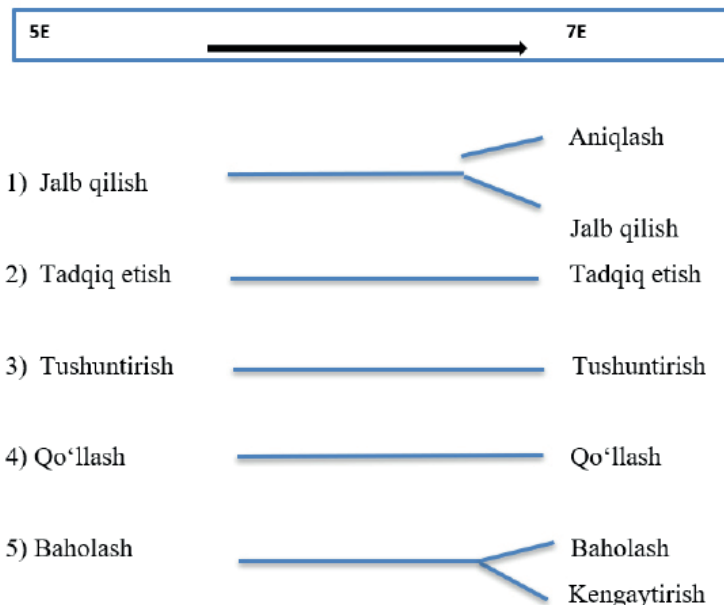 5E 7E
Aniqlash
1) Jalb qilish
Jalb qilish
2) Tadqiq etish Tadqiq etish
3) Tushuntirish Tushuntirish
4) Qo‘llash Qo‘llash
5) Baholash Baholash
Kengaytirish